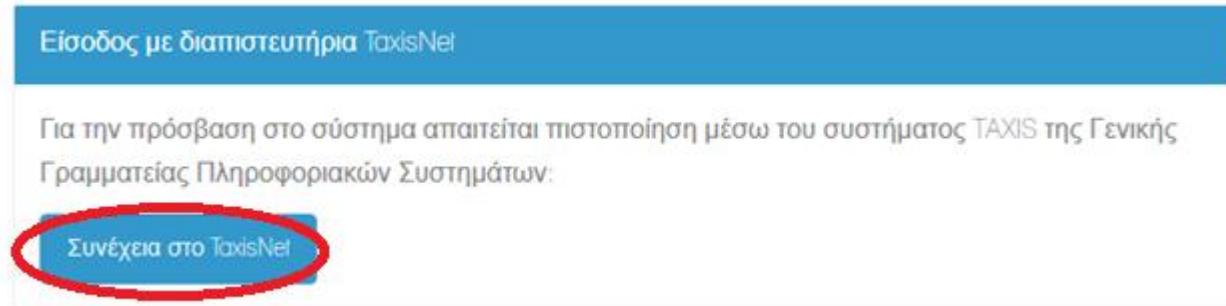 Είσοδος με διαπιστευτήρια TaxisNet
Για την πρόσβαση στο σύστημα απαιτείται πιστοποίηση μέσω του συστήματος TAXIS της Γενικής
Γραμματείας Πληροφοριακών Συστημάτων:
Συνέχεια στο TaxisNet